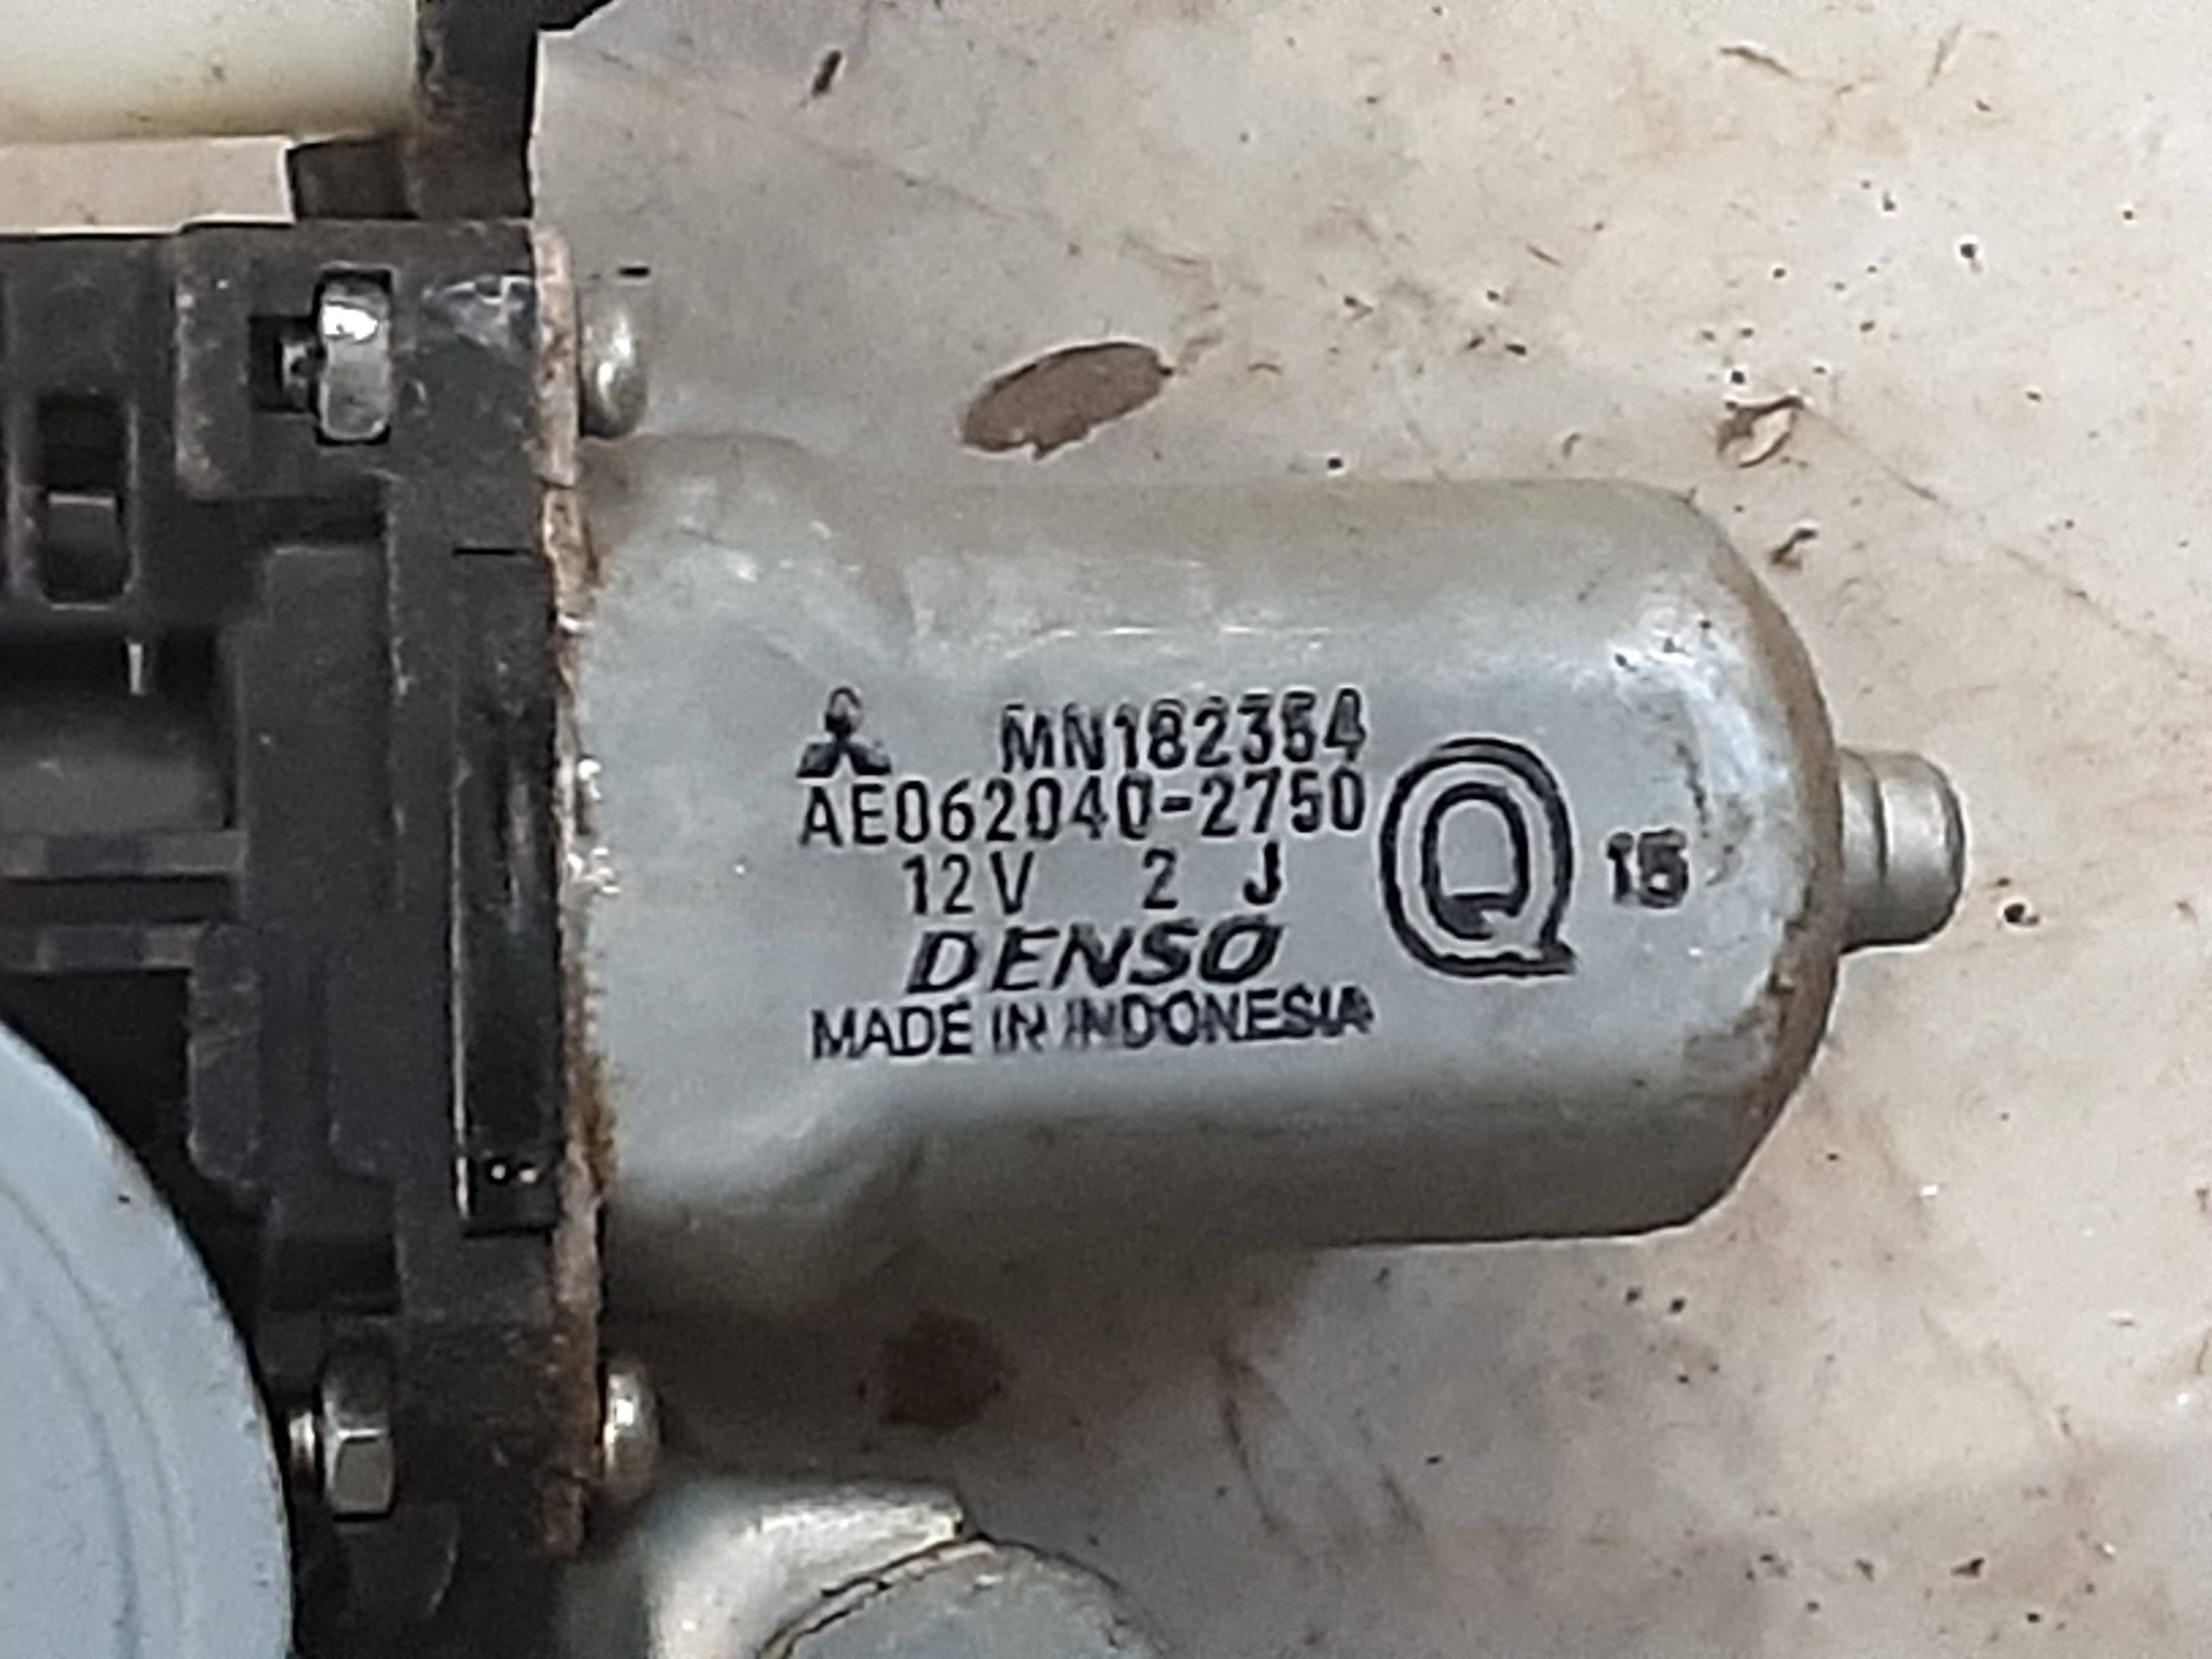 MN182354
AE062040-2750
12V 2 J
Q 15
DENSO
MADE IN INDONESIA